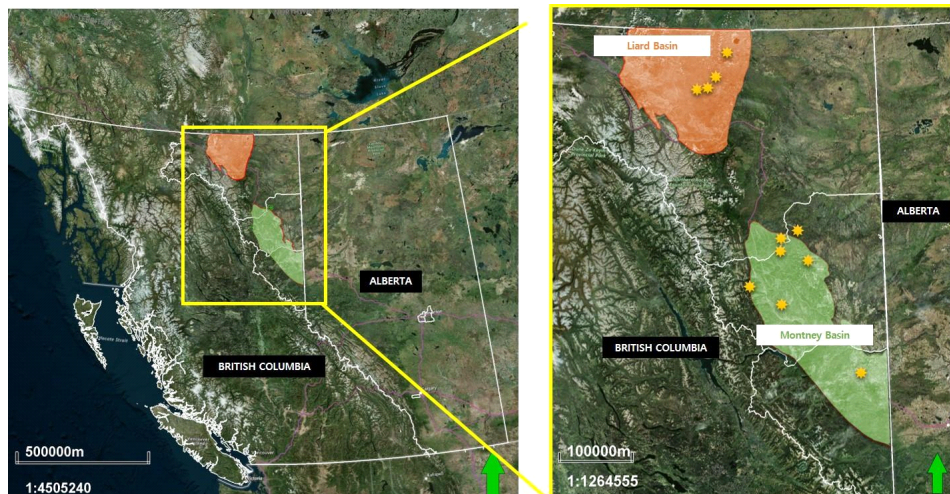 ALBERTA
BRITISH COLUMBIA
500000m
1:4505240
Liard Basin
ALBERTA
Montney Basin
BRITISH COLUMBIA
100000m
1:1264555